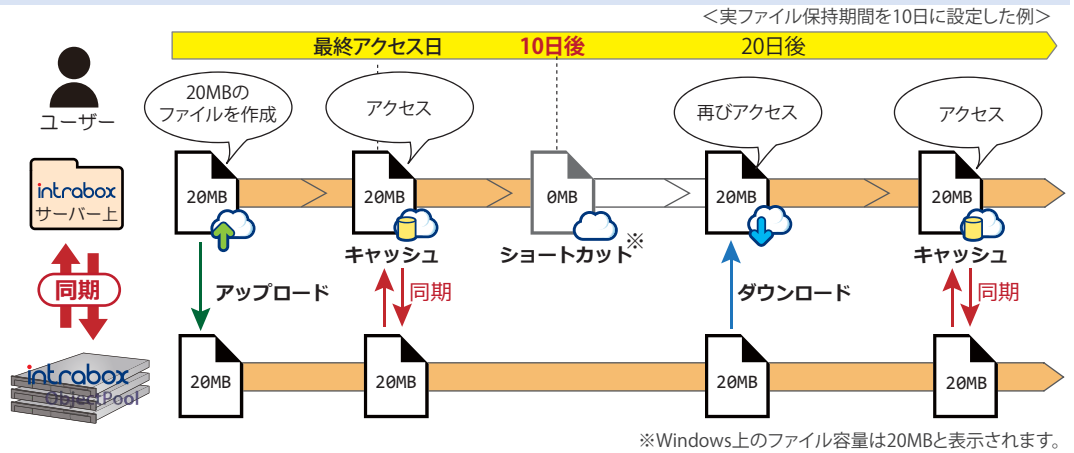 ＜実ファイル保持期間を10日に設定した例＞
最終アクセス日 10日後 20日後
ユーザー
20MBの
ファイルを作成
アクセス
再びアクセス
アクセス
intrabox
サーバー上
20MB 20MB 0MB 20MB 20MB
キャッシュ ショートカット※ キャッシュ
同期
アップロード 同期 ダウンロード 同期
intrabox
ObjectPool
20MB 20MB 20MB 20MB
※Windows上のファイル容量は20MBと表示されます。